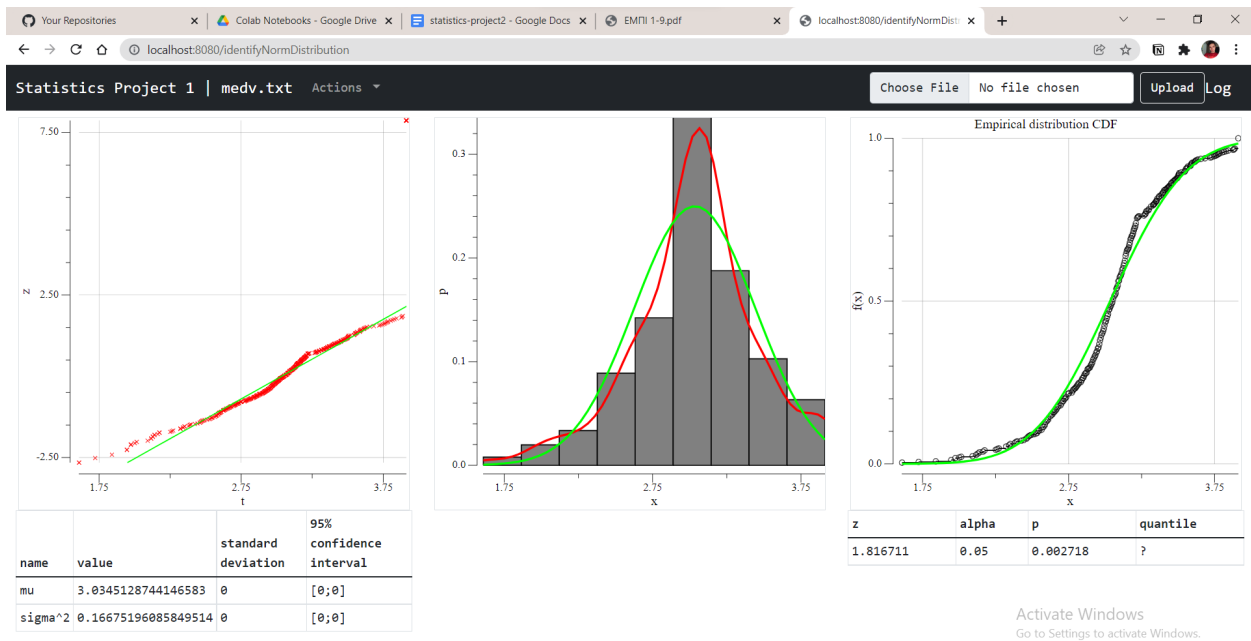 Your Repositories
Colab Notebooks - Google Drive
statistics-project2 - Google Docs
ЕМПІ 1-9.pdf
localhost:8080/identifyNormDist
localhost:8080/identifyNormDistribution
Statistics Project 1 | medv.txt Actions
Choose File No file chosen Upload Log
7.50
2.50
-2.50
z
1.75 2.75 3.75
t
0.3
0.2
0.1
0.0
p
1.75 2.75 3.75
x
Empirical distribution CDF
1.0
0.5
0.0
f(x)
1.75 2.75 3.75
x
name value standard deviation 95% confidence interval
mu 3.0345128744146583 0 [0;0]
sigma^2 0.16675196085849514 0 [0;0]
z alpha p quantile
1.816711 0.05 0.002718 ?
Activate Windows
Go to Settings to activate Windows.